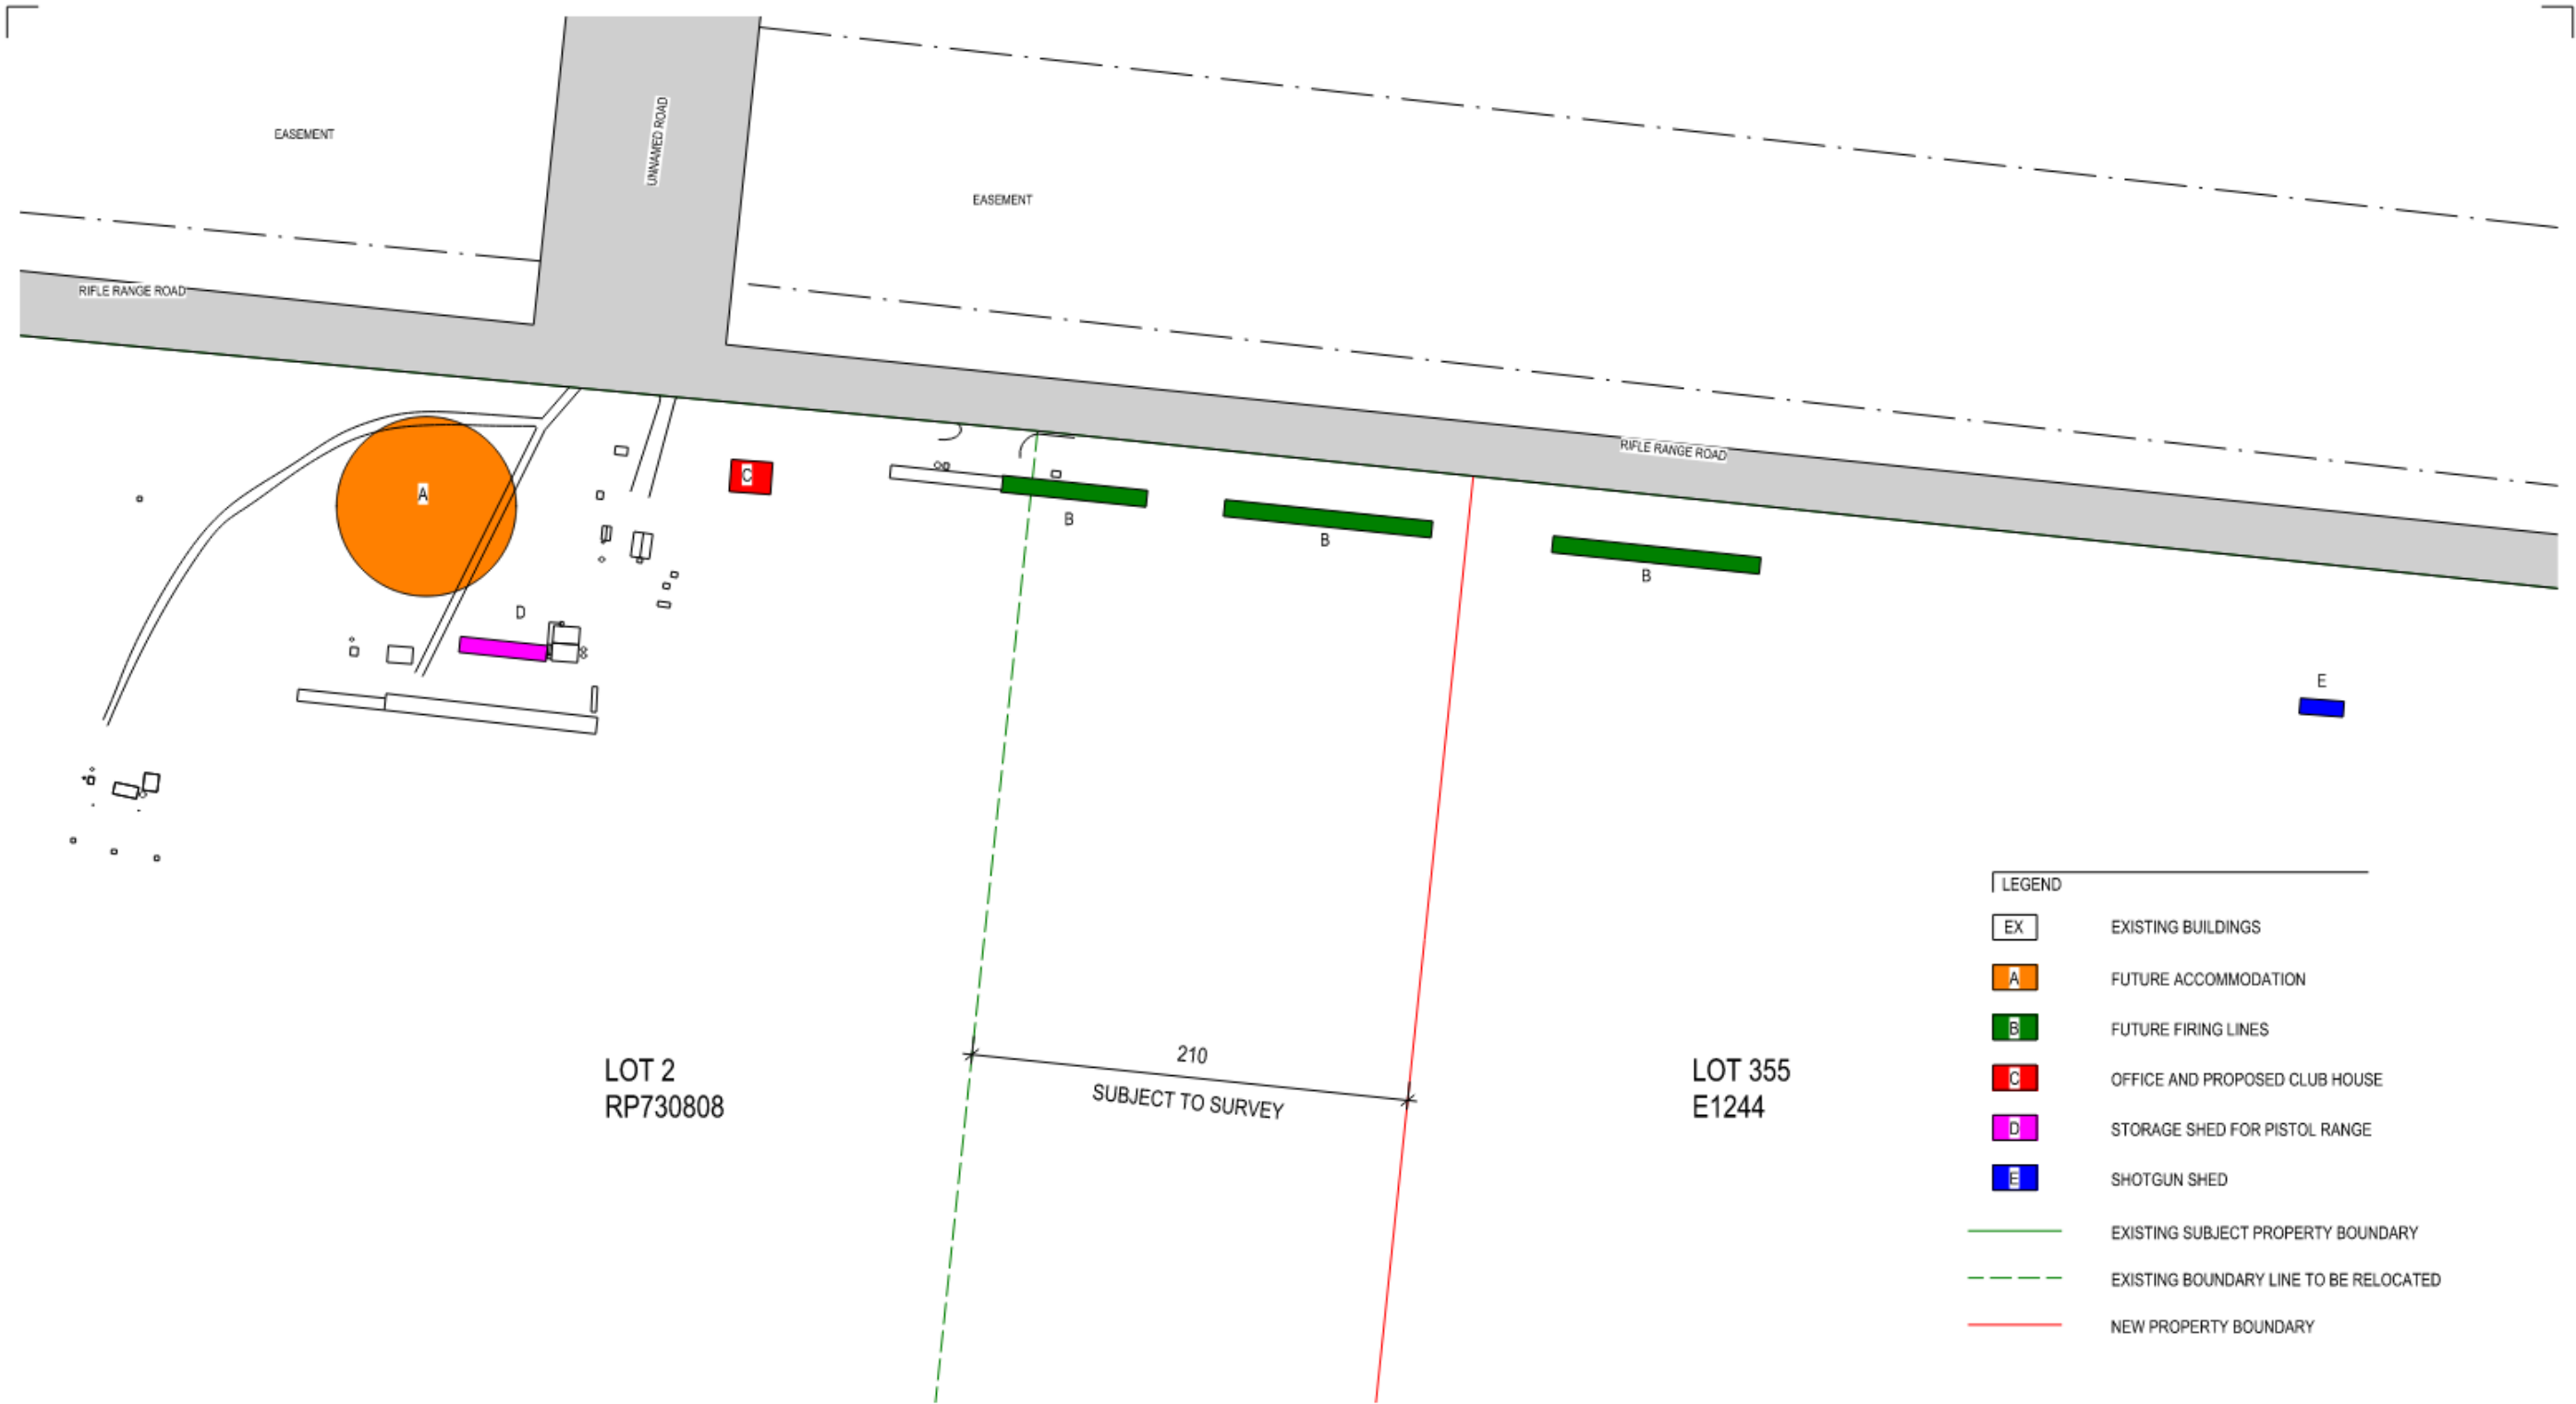 UNNAMED ROAD
EASEMENT
EASEMENT
RIFLE RANGE ROAD
RIFLE RANGE ROAD
A
C
B
B
B
D
E
LOT 2
RP730808
210
SUBJECT TO SURVEY
LOT 355
E1244
LEGEND
EX EXISTING BUILDINGS
A FUTURE ACCOMMODATION
B FUTURE FIRING LINES
C OFFICE AND PROPOSED CLUB HOUSE
D STORAGE SHED FOR PISTOL RANGE
E SHOTGUN SHED
EXISTING SUBJECT PROPERTY BOUNDARY
EXISTING BOUNDARY LINE TO BE RELOCATED
NEW PROPERTY BOUNDARY